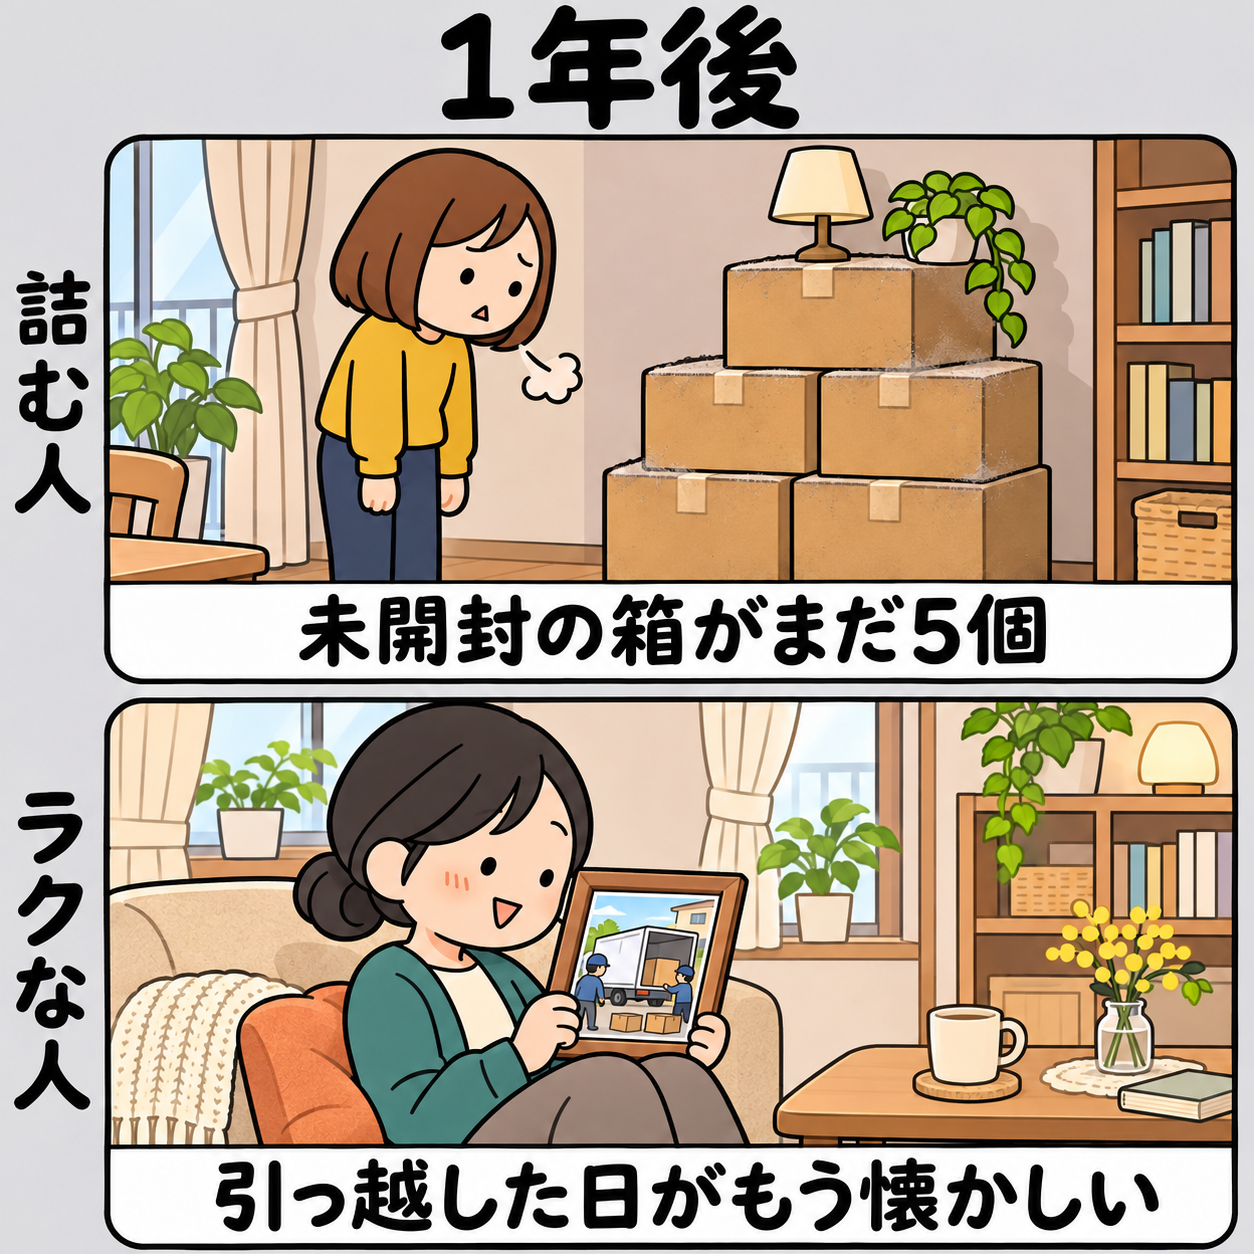 1年後
詰む人
未開封の箱がまだ5個
ラクな人
引っ越した日がもう懐かしい